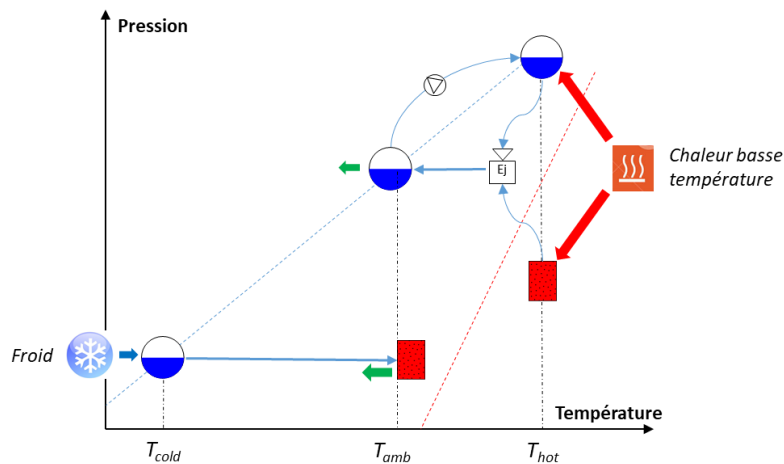 Pression
Ej
Chaleur basse
température
Froid
Température
T_cold
T_amb
T_hot